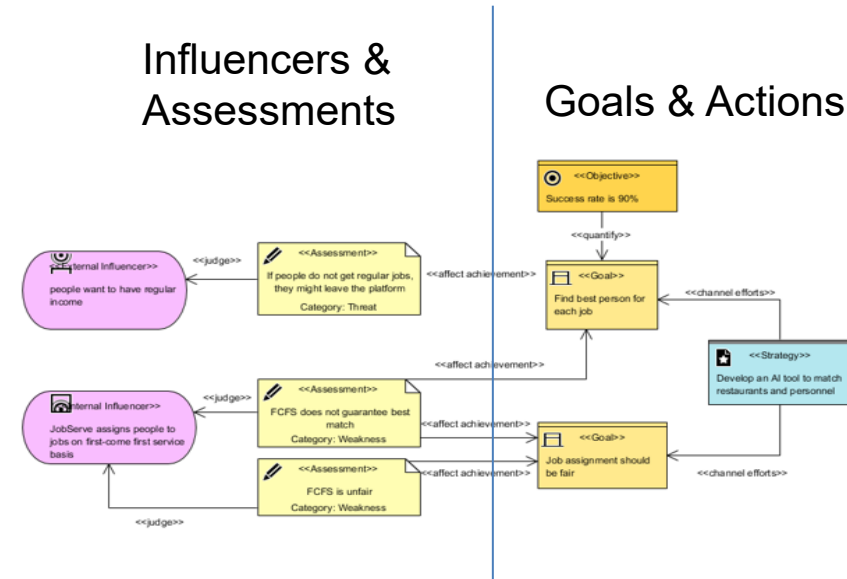 Influencers &
Assessments
Goals & Actions
<<Objective>>
Success rate is 90%
<<quantify>>
<<External Influencer>>
people want to have regular
income
<<judge>>
<<Assessment>>
If people do not get regular jobs,
they might leave the platform
Category: Threat
<<affect achievement>>
<<Goal>>
Find best person for
each job
<<channel efforts>>
<<Strategy>>
Develop an AI tool to match
restaurants and personnel
<<affect achievement>>
<<Internal Influencer>>
JobServe assigns people to
jobs on first-come first service
basis
<<judge>>
<<Assessment>>
FCFS does not guarantee best
match
Category: Weakness
<<affect achievement>>
<<Goal>>
Job assignment should
be fair
<<channel efforts>>
<<Assessment>>
FCFS is unfair
Category: Weakness
<<affect achievement>>
<<judge>>